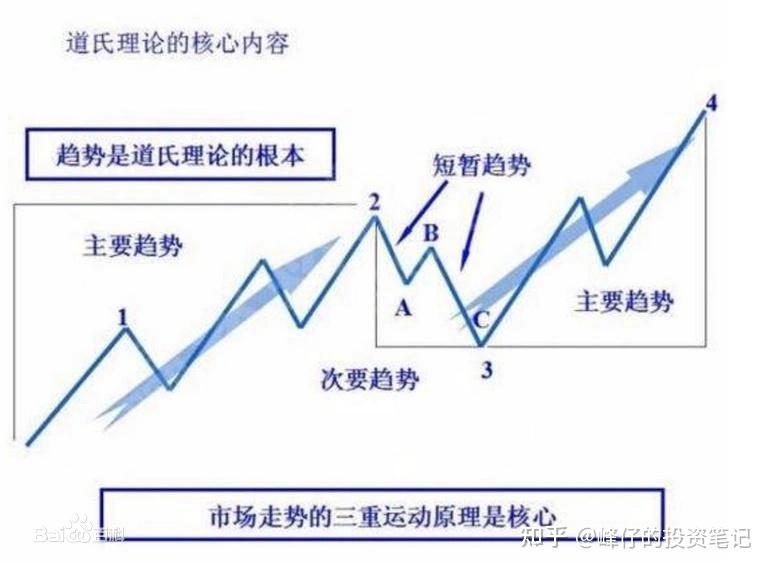 道氏理论的核心内容
趋势是道氏理论的根本
4
短暂趋势
2
主要趋势
B
1
A
C
主要趋势
次要趋势
3
市场走势的三重运动原理是核心
Baidu百科
知乎 @峰仔的投资笔记